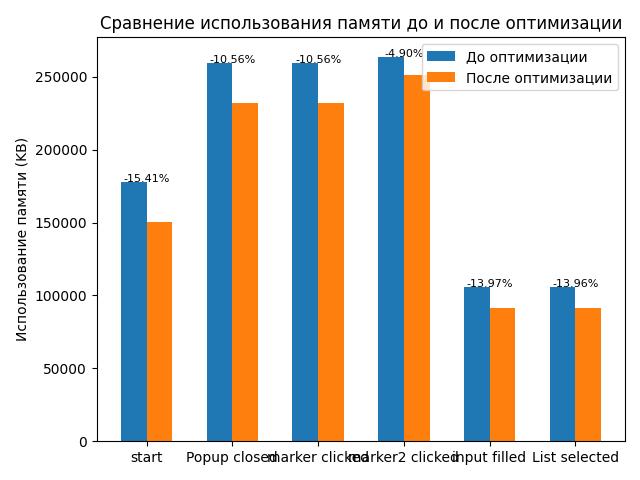 Сравнение использования памяти до и после оптимизации
До оптимизации
После оптимизации
Использование памяти (KB)
250000
200000
150000
100000
50000
0
-15.41%
-10.56%
-10.56%
-4.90%
-13.97%
-13.96%
start
Popup closed
marker clicked
marker2 clicked
input filled
List selected